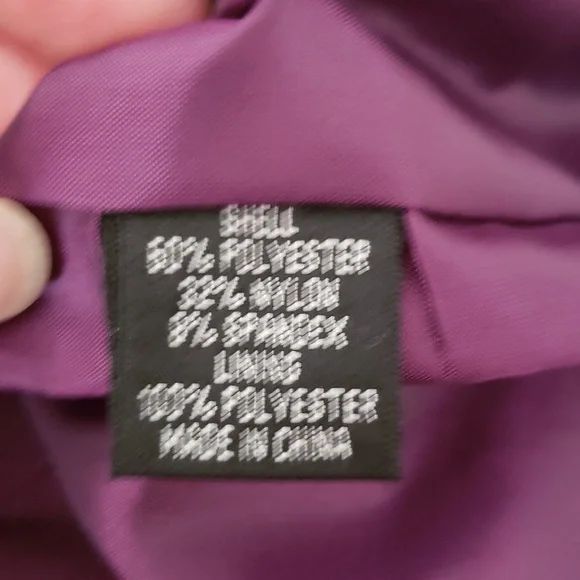 SHELL
60% POLYESTER
32% NYLON
8% SPANDEX
LINING
100% POLYESTER
MADE IN CHINA